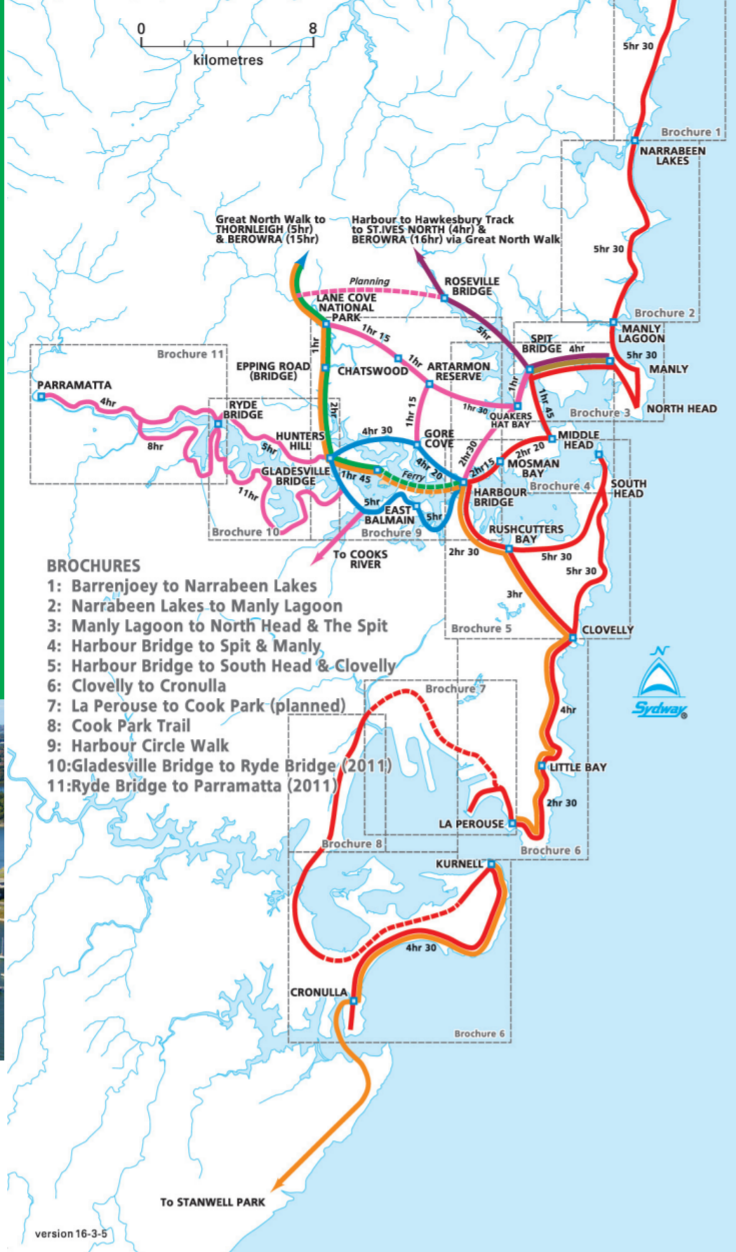 0
8
kilometres
5hr 30
Brochure 1
NARRABEEN
LAKES
Great North Walk to
THORNLEIGH (5hr)
& BEROWRA (15hr)
Harbour to Hawkesbury Track
to ST.IVES NORTH (4hr) &
BEROWRA (16hr) via Great North Walk
5hr 30
Planning
ROSEVILLE
BRIDGE
LANE COVE
NATIONAL
PARK
Brochure 2
MANLY
LAGOON
1hr 15
5hr
SPIT
BRIDGE
4hr
5hr 30
1hr
Brochure 11
EPPING ROAD
(BRIDGE)
CHATSWOOD
1hr
ARTARMON
RESERVE
MANLY
PARRAMATTA
4hr
1hr
NORTH HEAD
RYDE
BRIDGE
2hr
1hr 15
1hr 30
QUAKERS
HAT BAY
1hr 45
Brochure 3
8hr
5hr
HUNTERS
HILL
4hr 30
GORE
COVE
2hr30
MIDDLE
HEAD
2hr 20
GLADESVILLE
BRIDGE
1hr 45
Ferry
4hr 20
2hr15
MOSMAN
BAY
SOUTH
HEAD
11hr
5hr
EAST
BALMAIN
5hr
HARBOUR
BRIDGE
Brochure 4
Brochure 10
Brochure 9
RUSHCUTTERS
BAY
To COOKS
RIVER
2hr 30
5hr 30
5hr 30
3hr
Brochure 5
CLOVELLY
BROCHURES
1: Barrenjoey to Narrabeen Lakes
2: Narrabeen Lakes to Manly Lagoon
3: Manly Lagoon to North Head & The Spit
4: Harbour Bridge to Spit & Manly
5: Harbour Bridge to South Head & Clovelly
6: Clovelly to Cronulla
7: La Perouse to Cook Park (planned)
8: Cook Park Trail
9: Harbour Circle Walk
10:Gladesville Bridge to Ryde Bridge (2011)
11:Ryde Bridge to Parramatta (2011)
N
Sydway®
Brochure 7
4hr
LITTLE BAY
2hr 30
LA PEROUSE
Brochure 8
Brochure 6
KURNELL
4hr 30
CRONULLA
Brochure 6
To STANWELL PARK
version 16-3-5